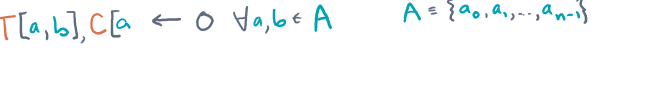 T[a,b],C[a ← 0 ∀a,b ∈ A A ≡ {a₀,a₁,...,aₙ₋₁}